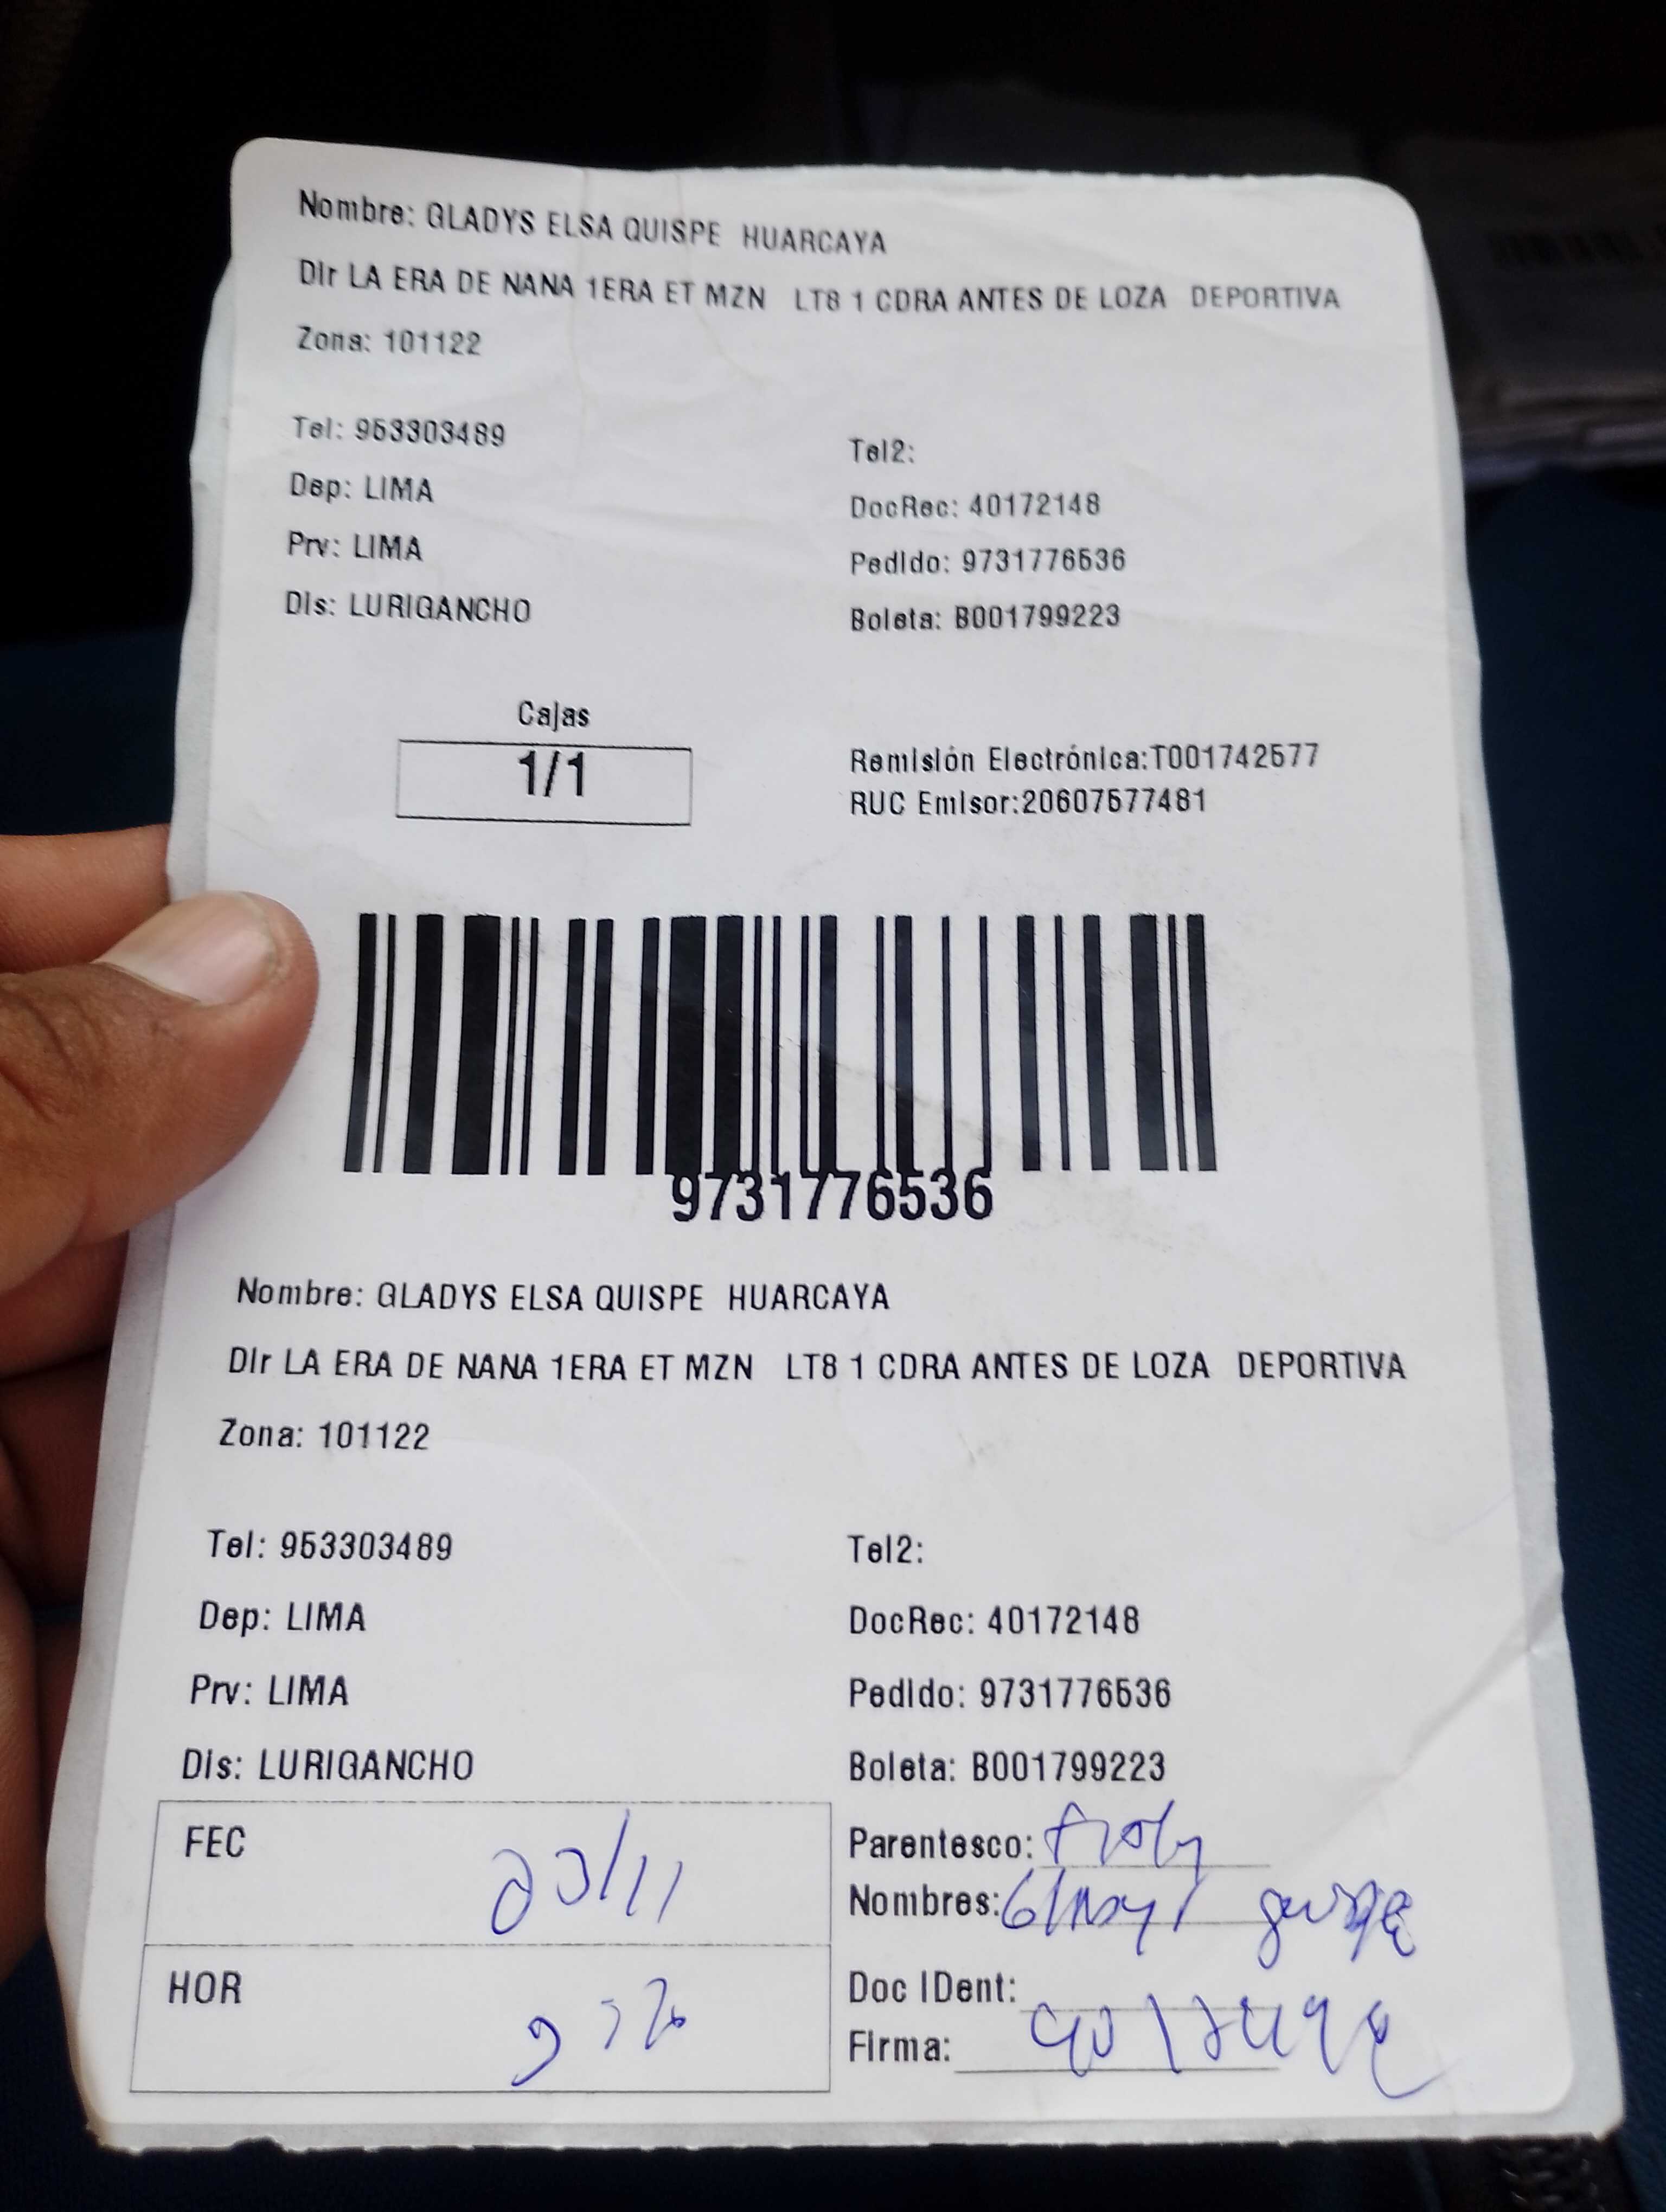 Nombre: GLADYS ELSA QUISPE HUARCAYA
Dir LA ERA DE NANA 1ERA ET MZN LT8 1 CDRA ANTES DE LOZA DEPORTIVA
Zona: 101122
Tel: 953303489 Tel2:
Dep: LIMA DocRec: 40172148
Prv: LIMA Pedido: 9731776536
Dis: LURIGANCHO Boleta: B001799223
Cajas
1/1
Remisión Electrónica:T001742577
RUC Emisor:20607577481
9731776536
Nombre: GLADYS ELSA QUISPE HUARCAYA
Dir LA ERA DE NANA 1ERA ET MZN LT8 1 CDRA ANTES DE LOZA DEPORTIVA
Zona: 101122
Tel: 953303489 Tel2:
Dep: LIMA DocRec: 40172148
Prv: LIMA Pedido: 9731776536
Dis: LURIGANCHO Boleta: B001799223
FEC 23/11 Parentesco:
Nombres:
HOR Doc IDent:
Firma: